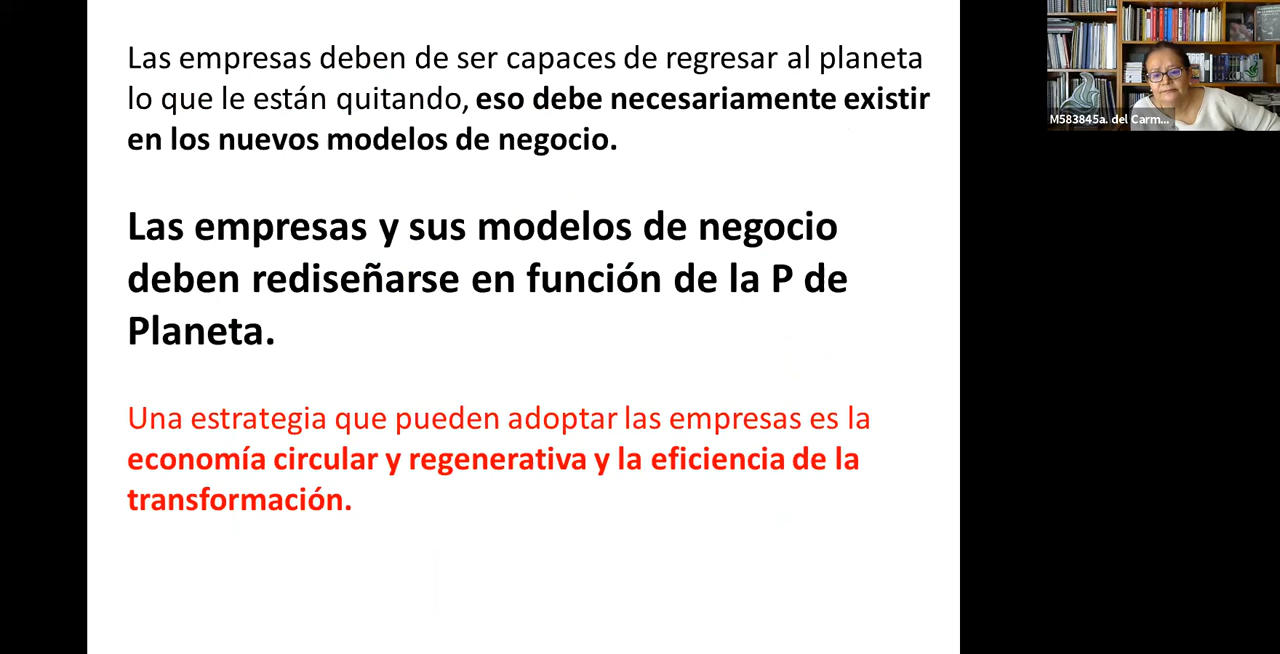 Las empresas deben de ser capaces de regresar al planeta
lo que le están quitando, eso debe necesariamente existir
en los nuevos modelos de negocio.
Las empresas y sus modelos de negocio
deben rediseñarse en función de la P de
Planeta.
Una estrategia que pueden adoptar las empresas es la
economía circular y regenerativa y la eficiencia de la
transformación.
M583845a. del Carm...